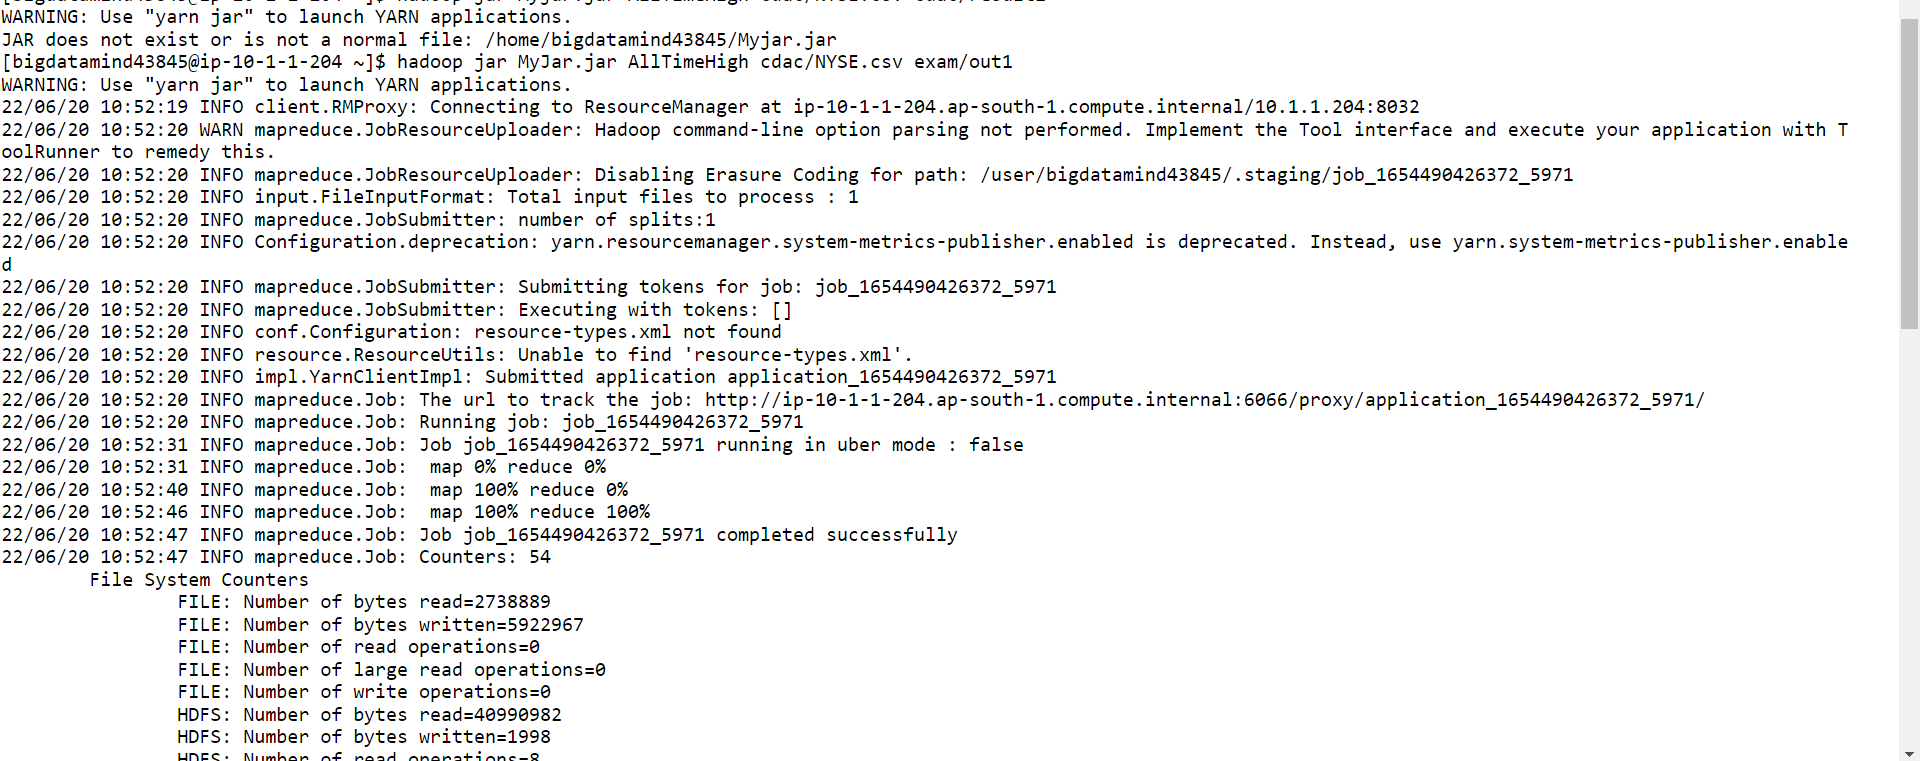 WARNING: Use "yarn jar" to launch YARN applications.
JAR does not exist or is not a normal file: /home/bigdatamind43845/Myjar.jar
[bigdatamind43845@ip-10-1-1-204 ~]$ hadoop jar MyJar.jar AllTimeHigh cdac/NYSE.csv exam/out1
WARNING: Use "yarn jar" to launch YARN applications.
22/06/20 10:52:19 INFO client.RMProxy: Connecting to ResourceManager at ip-10-1-1-204.ap-south-1.compute.internal/10.1.1.204:8032
22/06/20 10:52:20 WARN mapreduce.JobResourceUploader: Hadoop command-line option parsing not performed. Implement the Tool interface and execute your application with T
oolRunner to remedy this.
22/06/20 10:52:20 INFO mapreduce.JobResourceUploader: Disabling Erasure Coding for path: /user/bigdatamind43845/.staging/job_1654490426372_5971
22/06/20 10:52:20 INFO input.FileInputFormat: Total input files to process : 1
22/06/20 10:52:20 INFO mapreduce.JobSubmitter: number of splits:1
22/06/20 10:52:20 INFO Configuration.deprecation: yarn.resourcemanager.system-metrics-publisher.enabled is deprecated. Instead, use yarn.system-metrics-publisher.enable
d
22/06/20 10:52:20 INFO mapreduce.JobSubmitter: Submitting tokens for job: job_1654490426372_5971
22/06/20 10:52:20 INFO mapreduce.JobSubmitter: Executing with tokens: []
22/06/20 10:52:20 INFO conf.Configuration: resource-types.xml not found
22/06/20 10:52:20 INFO resource.ResourceUtils: Unable to find 'resource-types.xml'.
22/06/20 10:52:20 INFO impl.YarnClientImpl: Submitted application application_1654490426372_5971
22/06/20 10:52:20 INFO mapreduce.Job: The url to track the job: http://ip-10-1-1-204.ap-south-1.compute.internal:6066/proxy/application_1654490426372_5971/
22/06/20 10:52:20 INFO mapreduce.Job: Running job: job_1654490426372_5971
22/06/20 10:52:31 INFO mapreduce.Job: Job job_1654490426372_5971 running in uber mode : false
22/06/20 10:52:31 INFO mapreduce.Job:  map 0% reduce 0%
22/06/20 10:52:40 INFO mapreduce.Job:  map 100% reduce 0%
22/06/20 10:52:46 INFO mapreduce.Job:  map 100% reduce 100%
22/06/20 10:52:47 INFO mapreduce.Job: Job job_1654490426372_5971 completed successfully
22/06/20 10:52:47 INFO mapreduce.Job: Counters: 54
File System Counters
FILE: Number of bytes read=2738889
FILE: Number of bytes written=5922967
FILE: Number of read operations=0
FILE: Number of large read operations=0
FILE: Number of write operations=0
HDFS: Number of bytes read=40990982
HDFS: Number of bytes written=1998
HDFS: Number of read operations=8